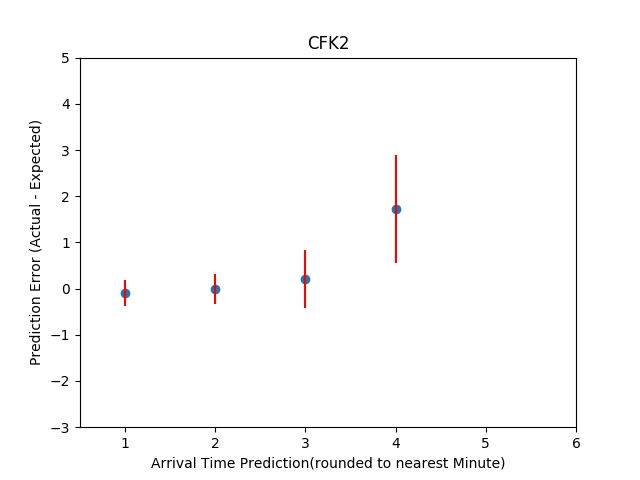 CFK2
Prediction Error (Actual - Expected)
5
4
3
2
1
0
−1
−2
−3
1 2 3 4 5 6
Arrival Time Prediction(rounded to nearest Minute)